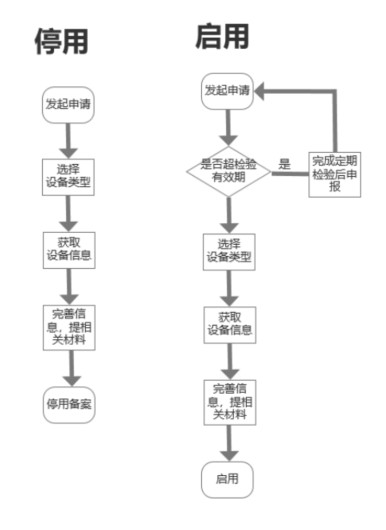 停用
发起申请
选择
设备类型
获取
设备信息
完善信
息，提相
关材料
停用备案
启用
发起申请
是否超检验
有效期
是
完成定期
检验后申
报
选择
设备类型
获取
设备信息
完善信
息，提相
关材料
启用